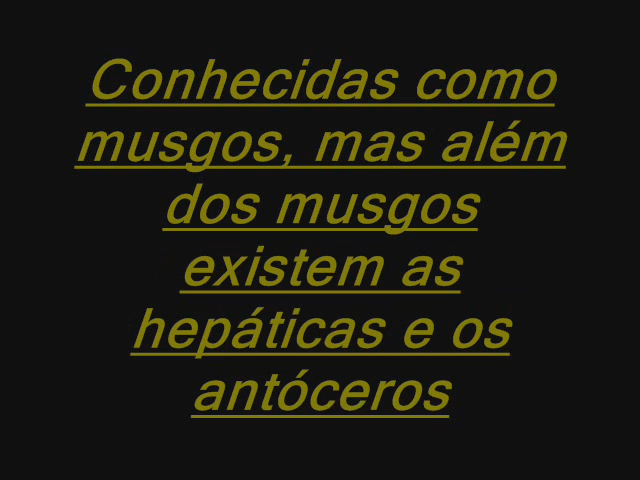 Conhecidas como
musgos, mas além
dos musgos
existem as
hepáticas e os
antóceros